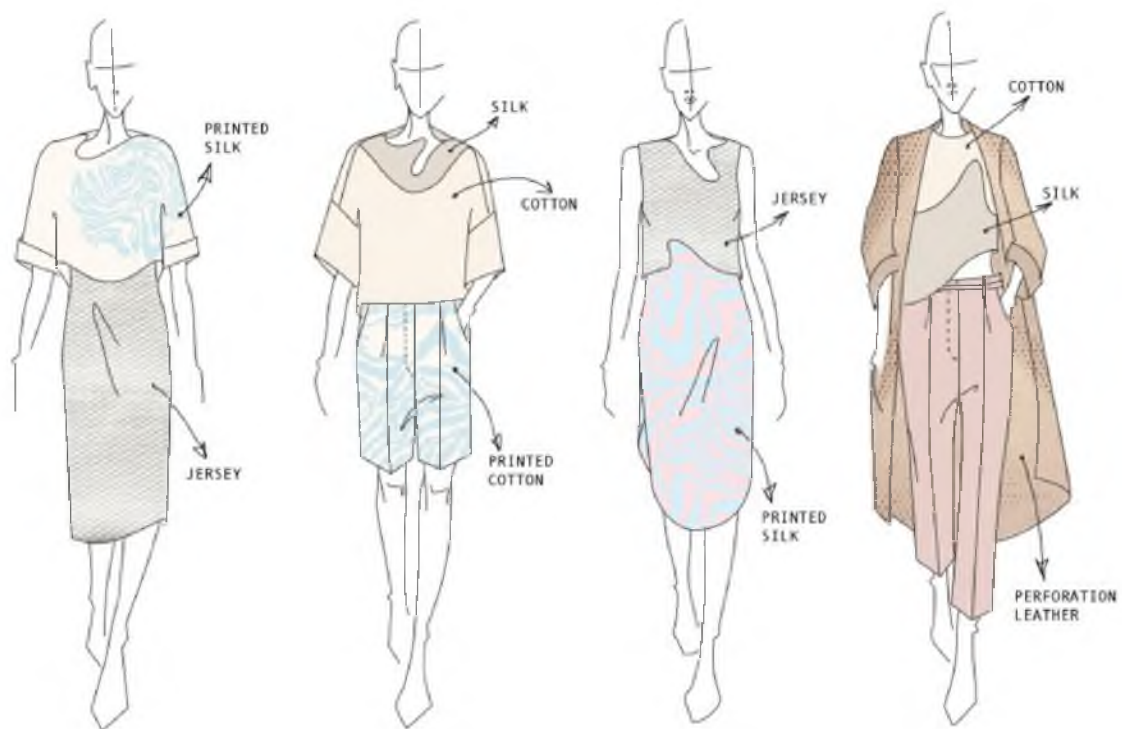 PRINTED
SILK
JERSEY
SILK
COTTON
PRINTED
COTTON
JERSEY
PRINTED
SILK
COTTON
SILK
PERFORATION
LEATHER